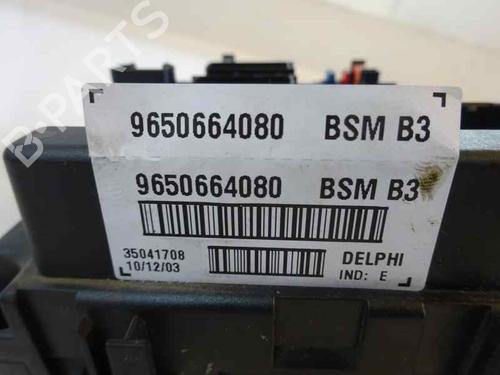 B-PARTS
9650664080 BSM B3
9650664080 BSM B3
35041708
10/12/03
DELPHI
IND: E